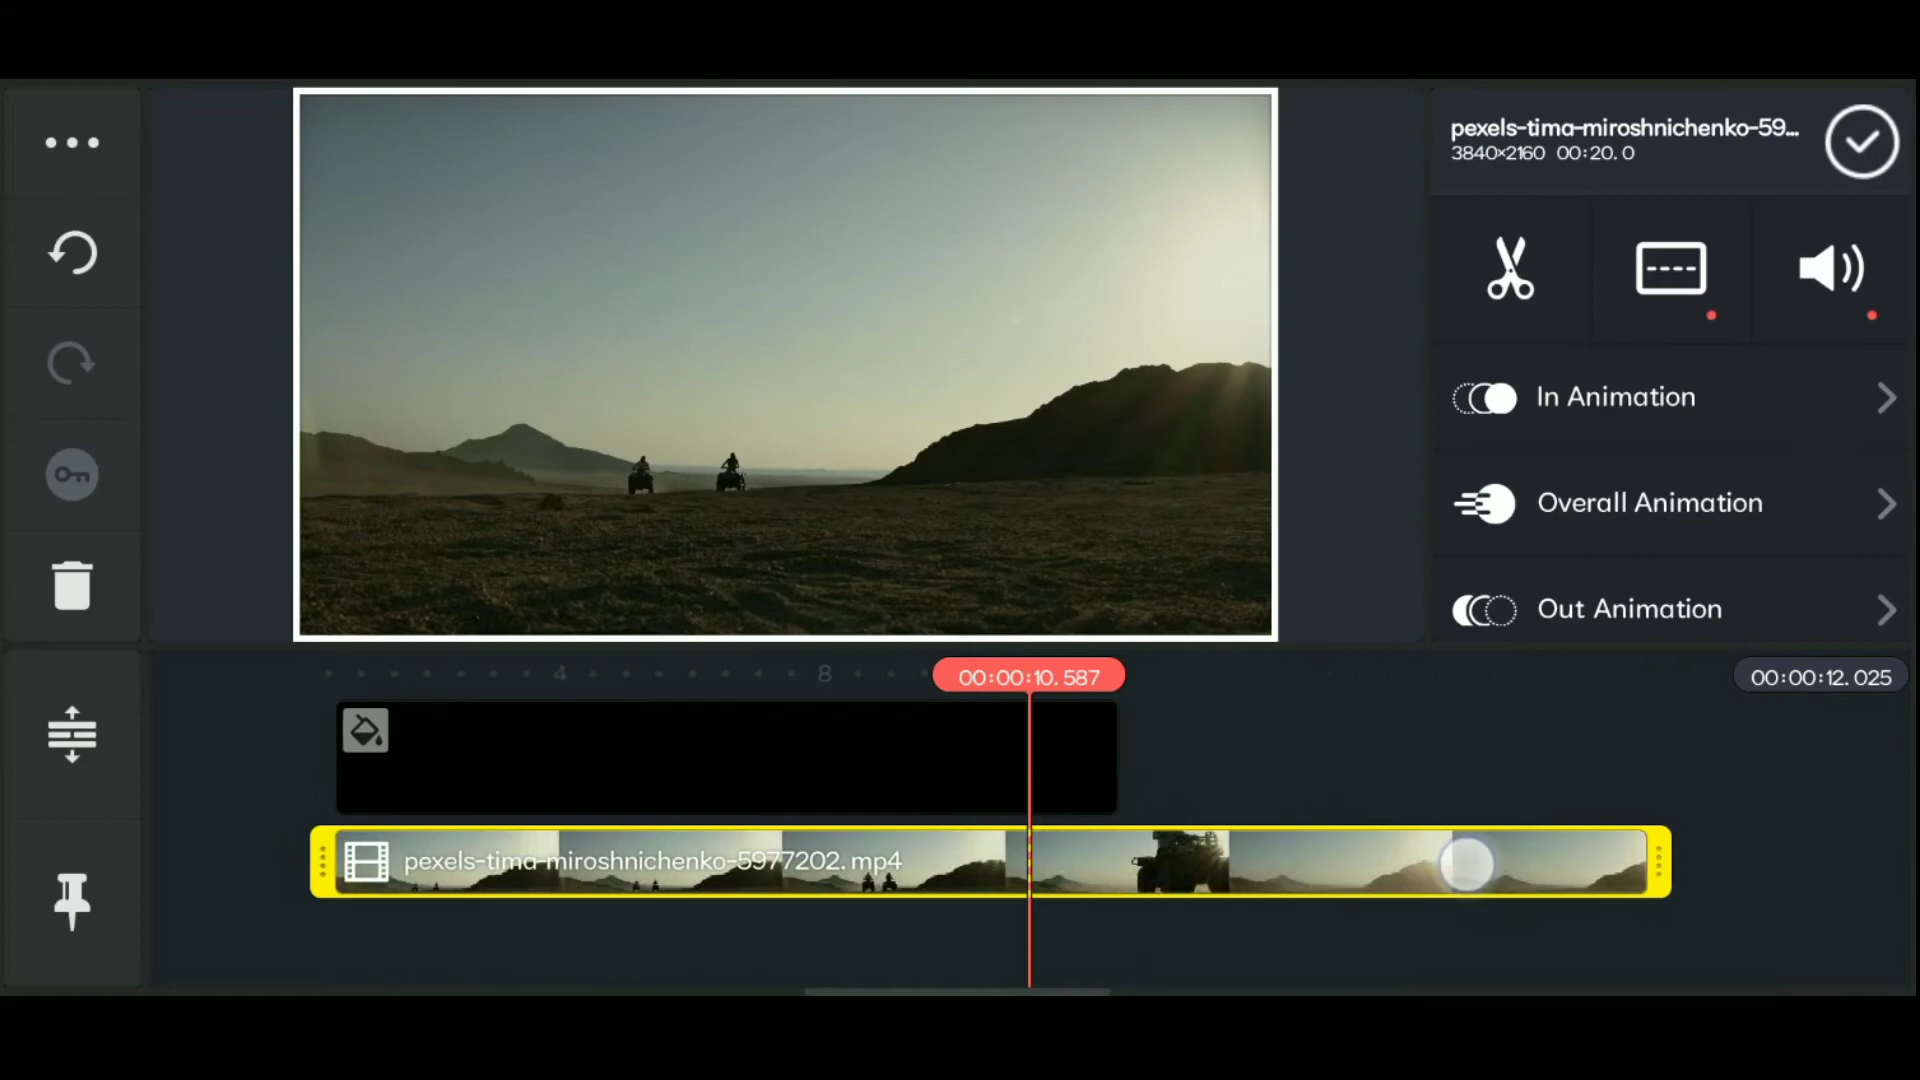 pexels-tima-miroshnichenko-59...
3840×2160 00:20.0
In Animation
Overall Animation
Out Animation
4
8
00:00:10.587
00:00:12.025
pexels-tima-miroshnichenko-5977202.mp4